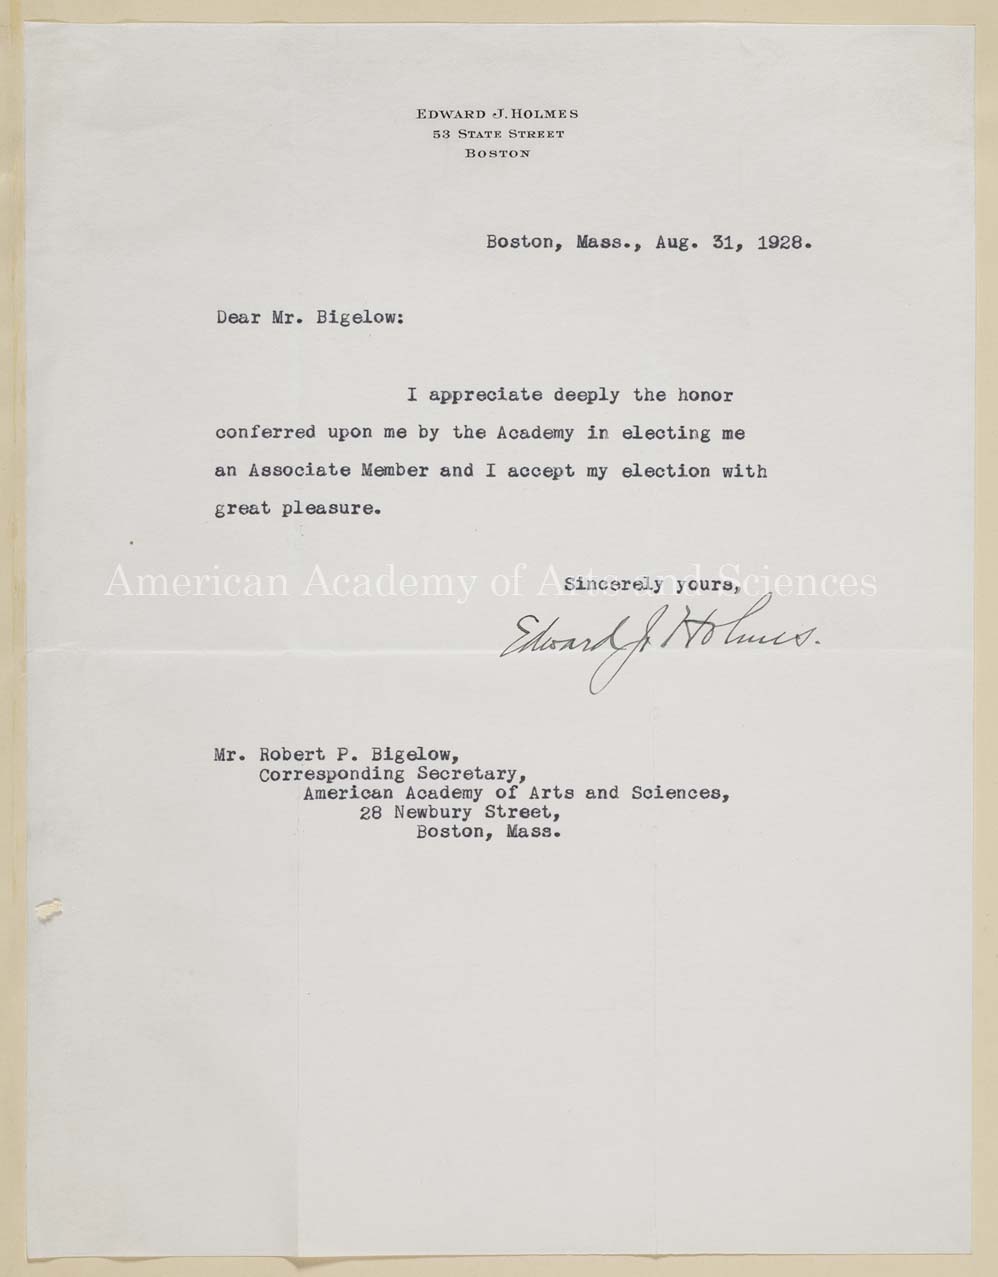 EDWARD J. HOLMES
53 STATE STREET
BOSTON
Boston, Mass., Aug. 31, 1928.
Dear Mr. Bigelow:
I appreciate deeply the honor
conferred upon me by the Academy in electing me
an Associate Member and I accept my election with
great pleasure.
American Academy of Arts and Sciences
Sincerely yours,
Edward J. Holmes.
Mr. Robert P. Bigelow,
Corresponding Secretary,
American Academy of Arts and Sciences,
28 Newbury Street,
Boston, Mass.